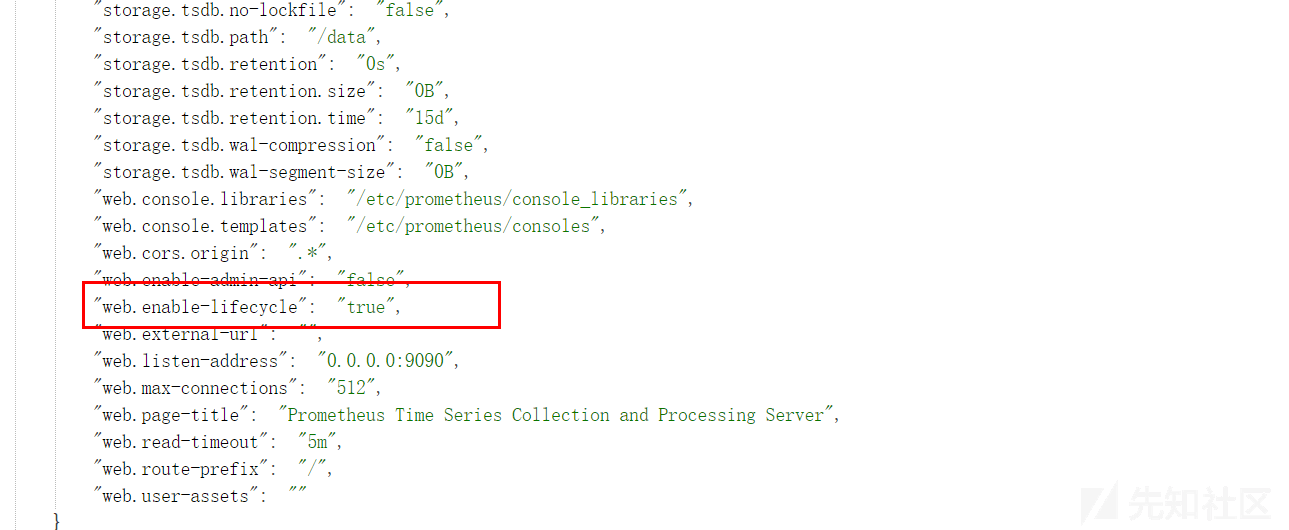 "storage.tsdb.no-lockfile": "false",
"storage.tsdb.path": "/data",
"storage.tsdb.retention": "0s",
"storage.tsdb.retention.size": "0B",
"storage.tsdb.retention.time": "15d",
"storage.tsdb.wal-compression": "false",
"storage.tsdb.wal-segment-size": "0B",
"web.console.libraries": "/etc/prometheus/console_libraries",
"web.console.templates": "/etc/prometheus/consoles",
"web.cors.origin": ".*",
"web.enable-admin-api": "false",
"web.enable-lifecycle": "true",
"web.external-url": "",
"web.listen-address": "0.0.0.0:9090",
"web.max-connections": "512",
"web.page-title": "Prometheus Time Series Collection and Processing Server",
"web.read-timeout": "5m",
"web.route-prefix": "/",
"web.user-assets": ""
}
先知社区